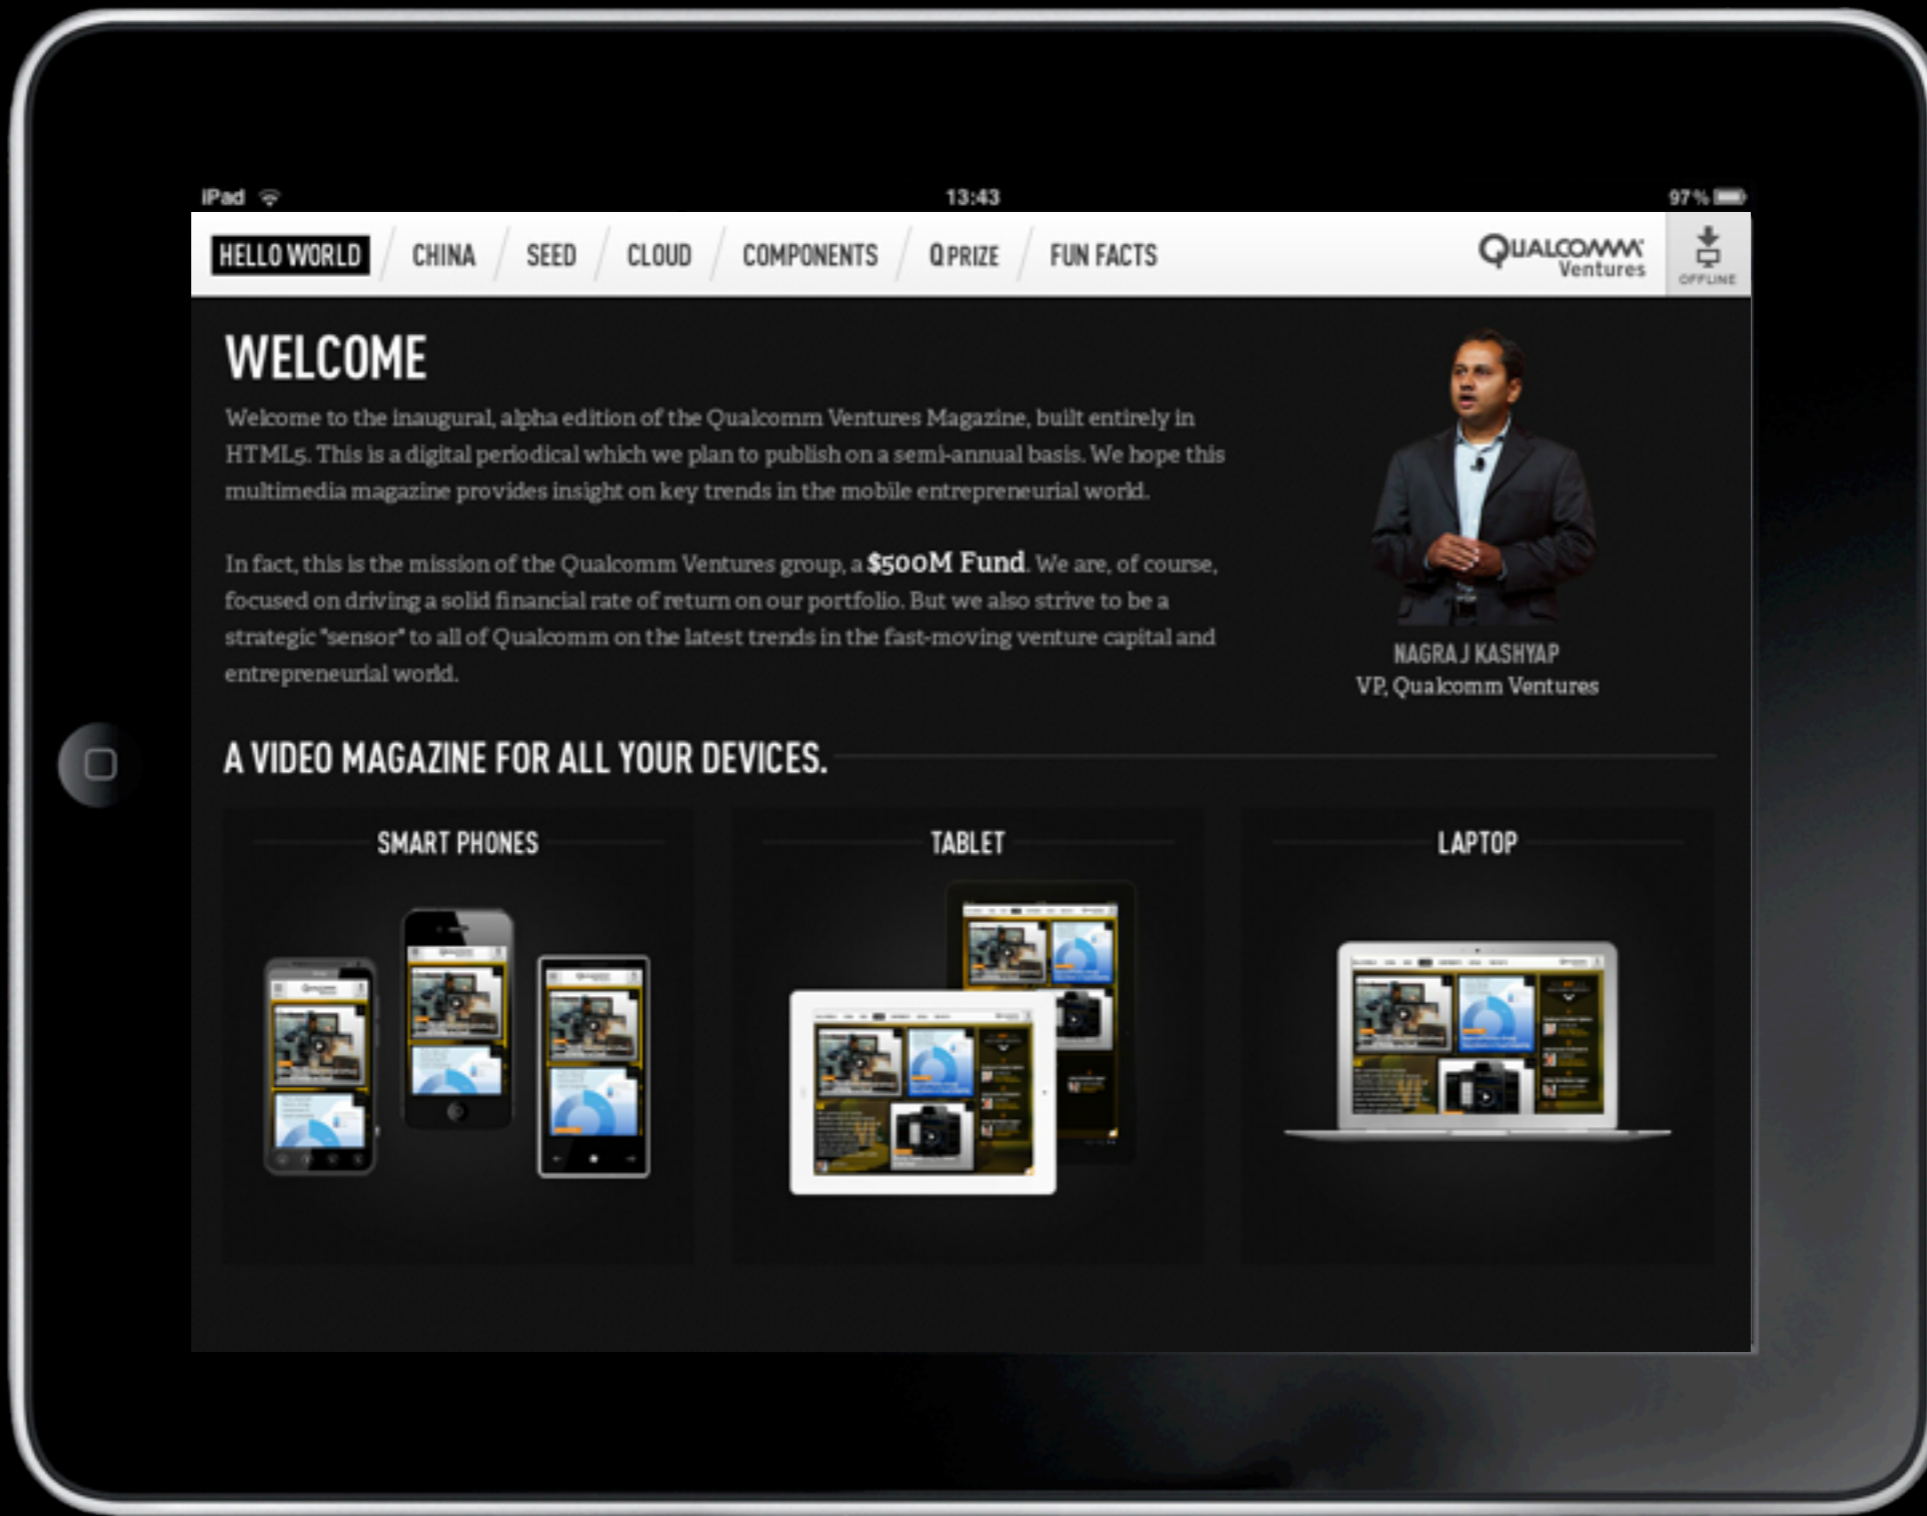 iPad 13:43 97%
HELLO WORLD CHINA SEED CLOUD COMPONENTS Q PRIZE FUN FACTS
QUALCOMM
Ventures
OFFLINE
WELCOME
Welcome to the inaugural, alpha edition of the Qualcomm Ventures Magazine, built entirely in
HTML5. This is a digital periodical which we plan to publish on a semi-annual basis. We hope this
multimedia magazine provides insight on key trends in the mobile entrepreneurial world.
In fact, this is the mission of the Qualcomm Ventures group, a $500M Fund. We are, of course,
focused on driving a solid financial rate of return on our portfolio. But we also strive to be a
strategic "sensor" to all of Qualcomm on the latest trends in the fast-moving venture capital and
entrepreneurial world.
NAGRAJ KASHYAP
VP, Qualcomm Ventures
A VIDEO MAGAZINE FOR ALL YOUR DEVICES.
SMART PHONES
TABLET
LAPTOP